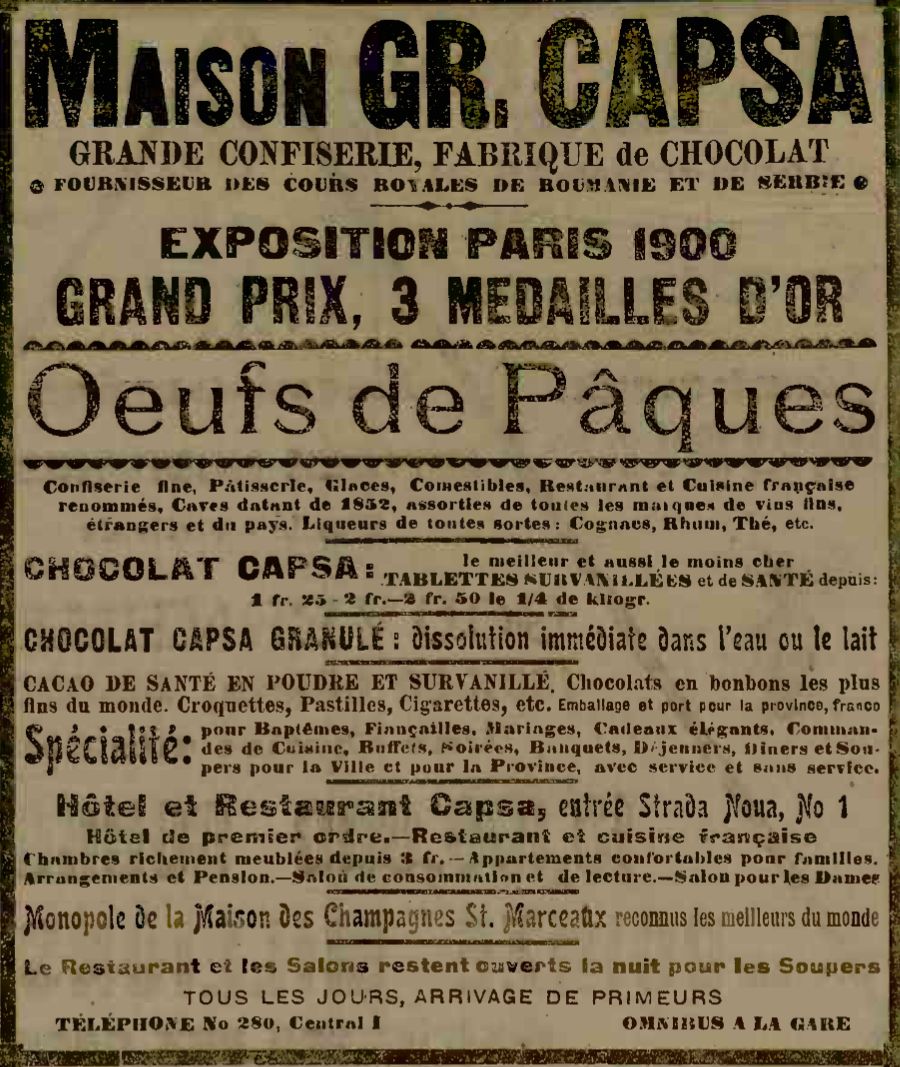 MAISON GR. CAPSA
GRANDE CONFISERIE, FABRIQUE de CHOCOLAT
FOURNISSEUR DES COURS ROYALES DE ROUMANIE ET DE SERBIE
EXPOSITION PARIS 1900
GRAND PRIX, 3 MEDAILLES D'OR
Oeufs de Pâques
Confiserie fine, Pâtisserie, Glaces, Comestibles, Restaurant et Cuisine française
renommés, Caves datant de 1852, assorties de toutes les marques de vins fins,
étrangers et du pays. Liqueurs de toutes sortes: Cognacs, Rhum, Thé, etc.
CHOCOLAT CAPSA: le meilleur et aussi le moins cher
TABLETTES SURVANILLÉES et de SANTÉ depuis:
1 fr. 25 - 2 fr.—2 fr. 50 le 1/4 de kilogr.
CHOCOLAT CAPSA GRANULÉ: dissolution immédiate dans l'eau ou le lait
CACAO DE SANTÉ EN POUDRE ET SURVANILLÉ. Chocolats en bonbons les plus
fins du monde. Croquettes, Pastilles, Cigarettes, etc. Emballage et port pour la province, franco
Spécialité: pour Baptêmes, Fiançailles, Mariages, Cadeaux élégants. Comman-
des de Cuisine, Buffets, Soirées, Banquets, Déjenners, Diners et Sou-
pers pour la Ville et pour la Province, avec service et sans service.
Hôtel et Restaurant Capsa, entrée Strada Noua, No 1
Hôtel de premier ordre.—Restaurant et cuisine française
Chambres richement meublées depuis 3 fr.—Appartements confortables pour familles.
Arrangements et Pension.—Salon de consommation et de lecture.—Salon pour les Dames
Monopole de la Maison des Champagnes St. Marceaux reconnus les meilleurs du monde
Le Restaurant et les Salons restent ouverts la nuit pour les Soupers
TOUS LES JOURS, ARRIVAGE DE PRIMEURS
TÉLÉPHONE No 280, Central I OMNIBUS A LA GARE